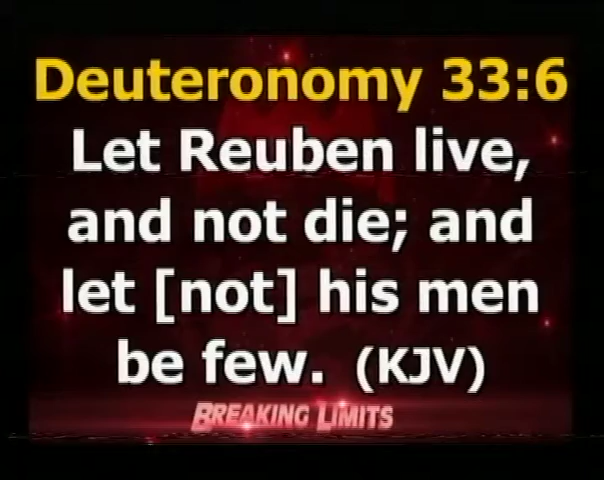 Deuteronomy 33:6
Let Reuben live,
and not die; and
let [not] his men
be few. (KJV)
BREAKING LIMITS